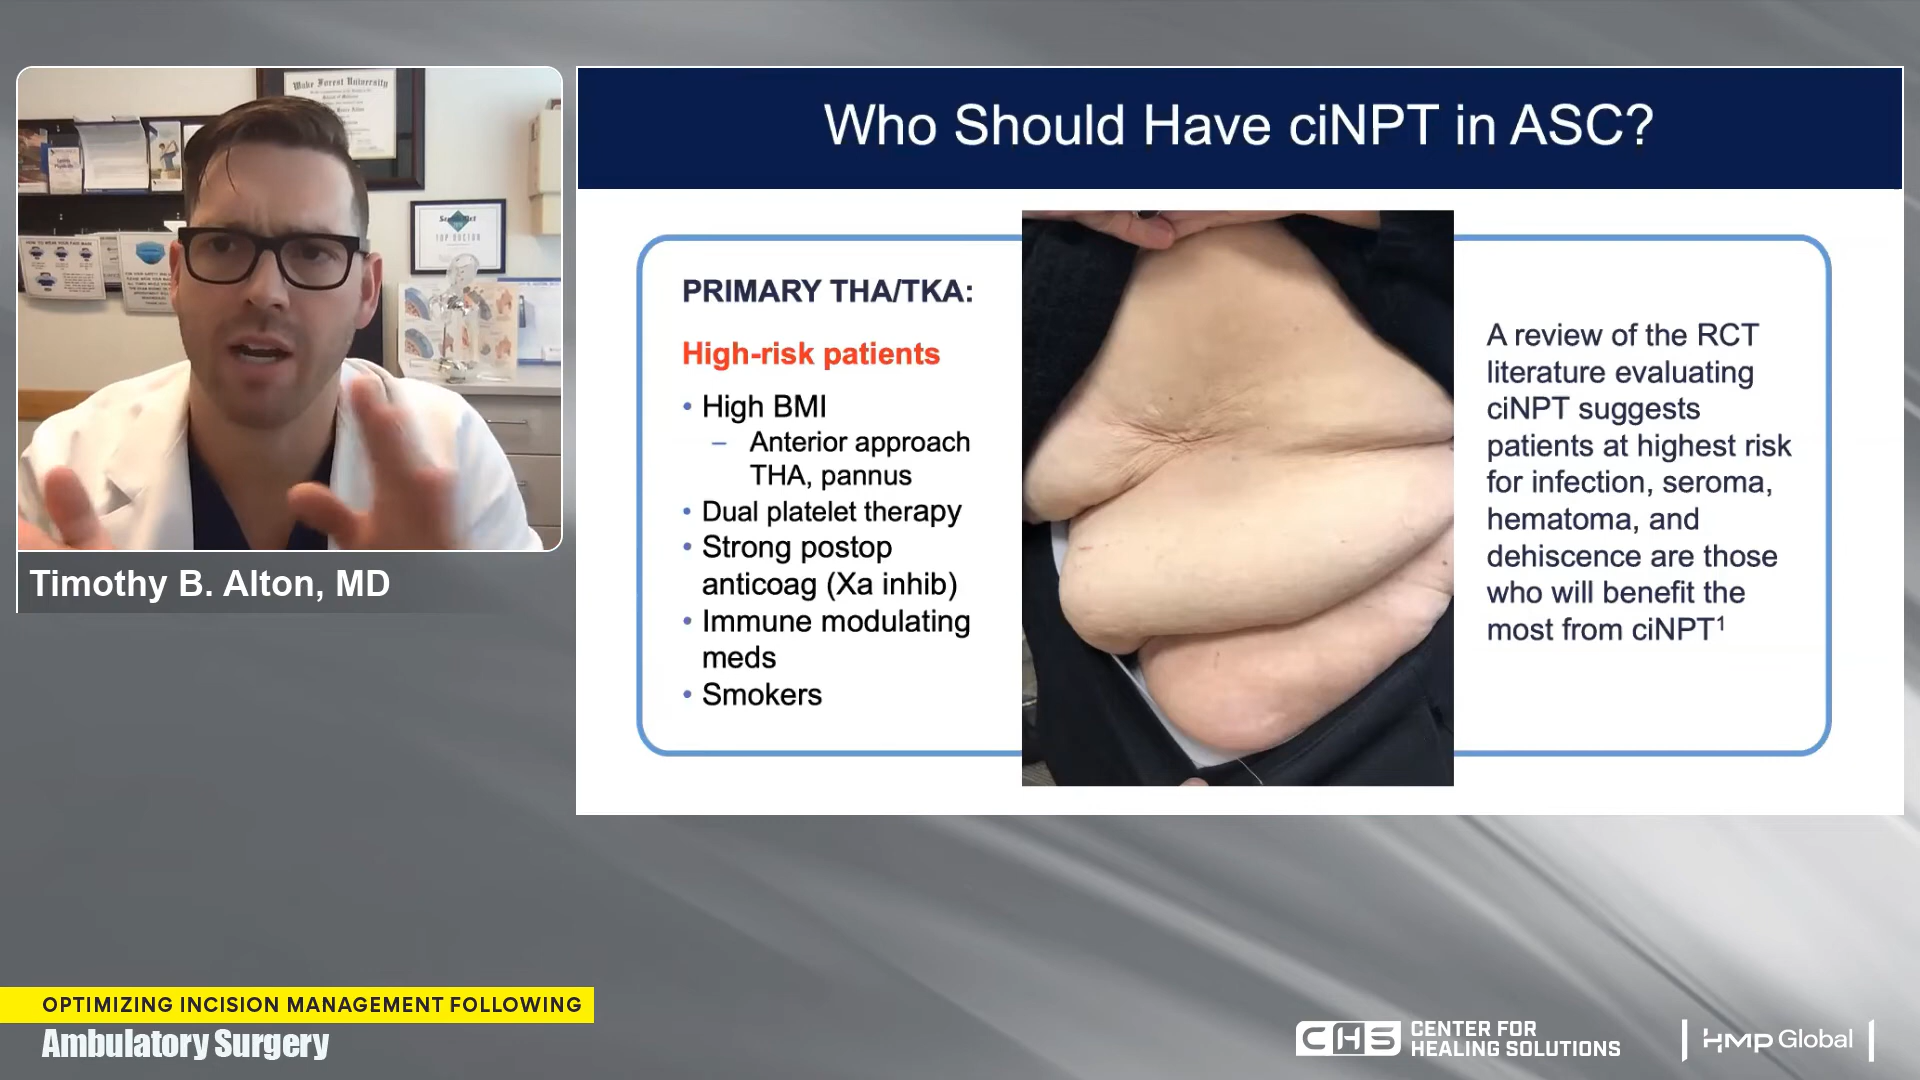 Wake Forest University
TOP DOCTOR
Timothy B. Alton, MD
Who Should Have ciNPT in ASC?
PRIMARY THA/TKA:
High-risk patients
• High BMI
– Anterior approach
THA, pannus
• Dual platelet therapy
• Strong postop
anticoag (Xa inhib)
• Immune modulating
meds
• Smokers
A review of the RCT
literature evaluating
ciNPT suggests
patients at highest risk
for infection, seroma,
hematoma, and
dehiscence are those
who will benefit the
most from ciNPT¹
OPTIMIZING INCISION MANAGEMENT FOLLOWING
Ambulatory Surgery
CHS CENTER FOR
HEALING SOLUTIONS
HMP Global